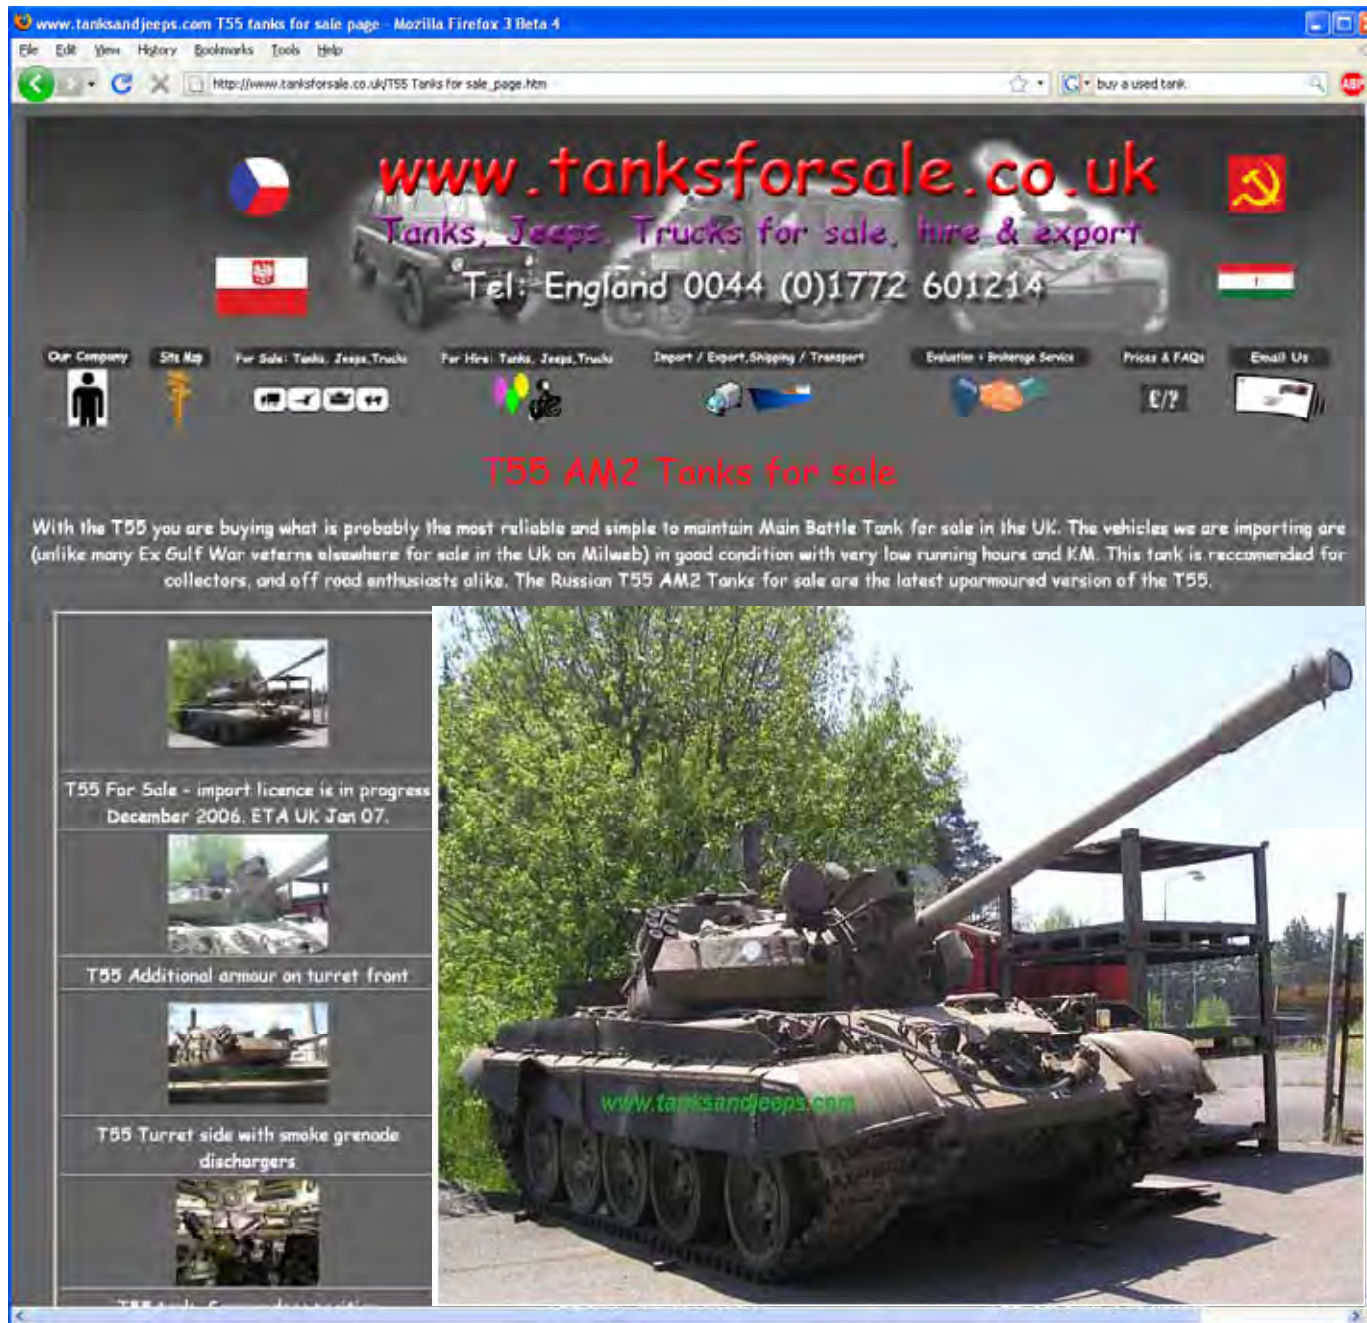 www.tanksandjeeps.com T55 tanks for sale page - Mozilla Firefox 3 Beta 4
File Edit View History Bookmarks Tools Help
http://www.tanksforsale.co.uk/T55 Tanks for sale_page.htm
buy a used tank
ABP
www.tanksforsale.co.uk
Tanks, Jeeps, Trucks for sale, hire & export.
Tel: England 0044 (0)1772 601214
Our Company Site Map For Sale: Tanks, Jeeps,Trucks For Hire: Tanks, Jeeps,Trucks Import / Export,Shipping / Transport Evaluation + Brokerage Service Prices & FAQs Email Us
€/?
T55 AM2 Tanks for sale
With the T55 you are buying what is probably the most reliable and simple to maintain Main Battle Tank for sale in the UK. The vehicles we are importing are
(unlike many Ex Gulf War veterns elsewhere for sale in the Uk on Milweb) in good condition with very low running hours and KM. This tank is reccomended for
collectors, and off road enthusiasts alike. The Russian T55 AM2 Tanks for sale are the latest uparmoured version of the T55.
T55 For Sale - import licence is in progress
December 2006. ETA UK Jan 07.
T55 Additional armour on turret front
T55 Turret side with smoke grenade
dischargers
www.tanksandjeeps.com